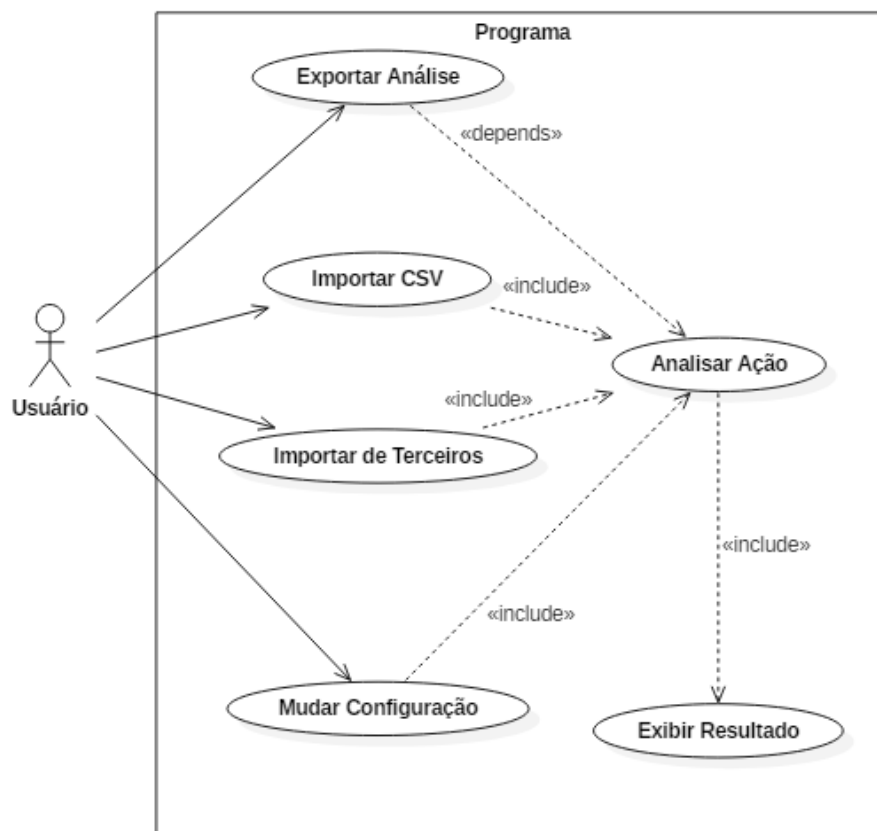 Programa
Exportar Análise
«depends»
Importar CSV
«include»
Analisar Ação
Usuário
«include»
Importar de Terceiros
«include»
«include»
Mudar Configuração
Exibir Resultado